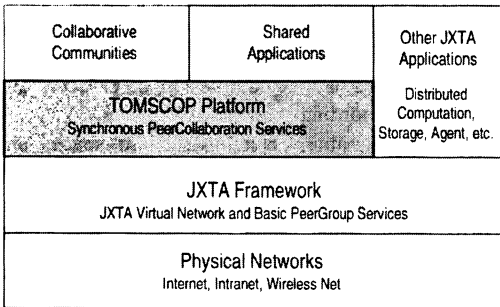 Collaborative
Communities
Shared
Applications
Other JXTA
Applications
Distributed
Computation,
Storage, Agent, etc.
TOMSCOP Platform
Synchronous PeerCollaboration Services
JXTA Framework
JXTA Virtual Network and Basic PeerGroup Services
Physical Networks
Internet, Intranet, Wireless Net